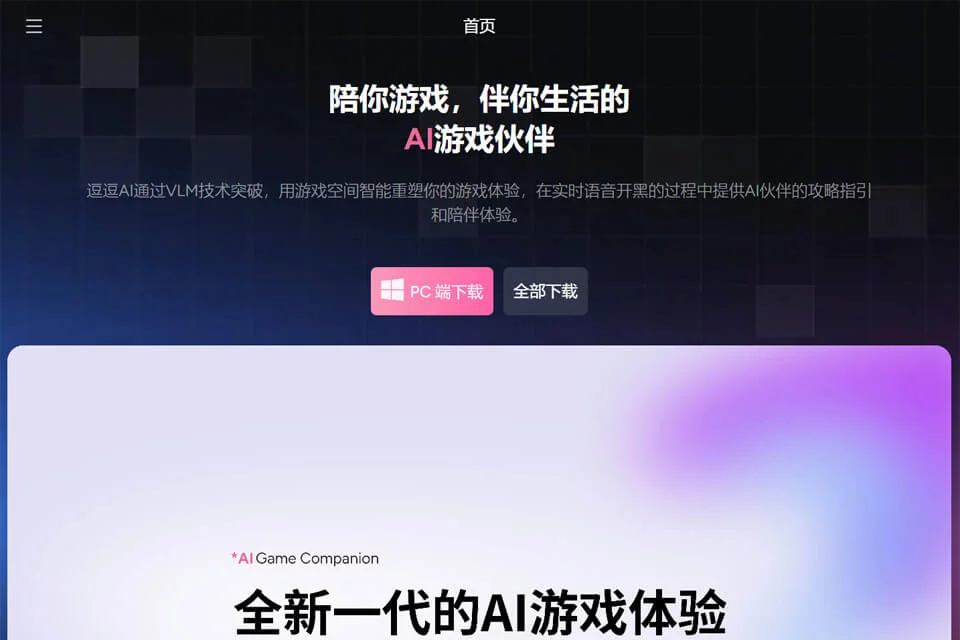 首页
陪你游戏，伴你生活的
AI游戏伙伴
逗逗AI通过VLM技术突破，用游戏空间智能重塑你的游戏体验，在实时语音开黑的过程中提供AI伙伴的攻略指引
和陪伴体验。
PC 端下载
全部下载
*AI Game Companion
全新一代的AI游戏体验